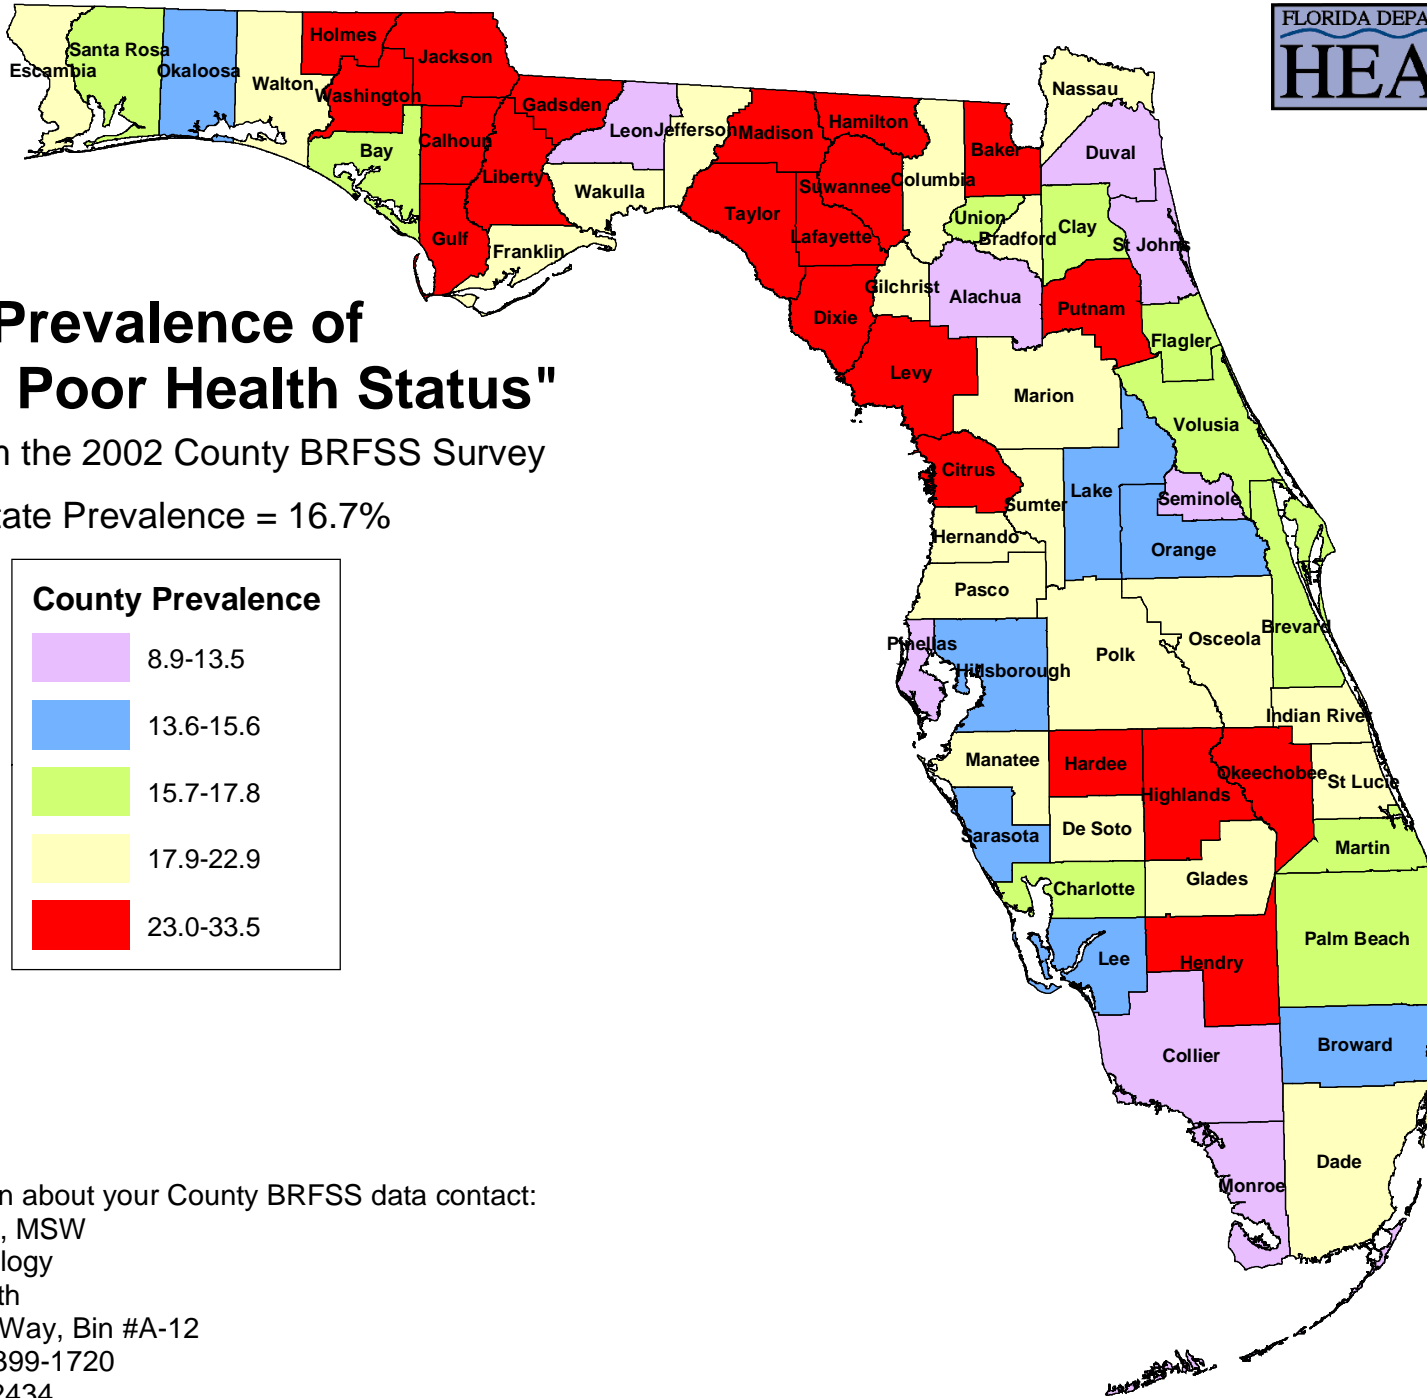 FLORIDA DEPA
HEA
Holmes
Jackson
Santa Rosa
Escambia
Okaloosa
Walton
Washington
Gadsden
Nassau
Calhoun
Leon
Jefferson
Madison
Hamilton
Baker
Duval
Bay
Liberty
Wakulla
Suwannee
Columbia
Taylor
Union
Bradford
Clay
Gulf
Franklin
Lafayette
St Johns
Gilchrist
Alachua
Putnam
Dixie
Flagler
Levy
Marion
Volusia
Citrus
Sumter
Lake
Seminole
Hernando
Orange
Pasco
Pinellas
Hillsborough
Polk
Osceola
Brevard
Indian River
Manatee
Hardee
Highlands
Okeechobee
St Lucie
Sarasota
De Soto
Martin
Charlotte
Glades
Lee
Hendry
Palm Beach
Collier
Broward
Dade
Monroe
Prevalence of
Poor Health Status"
n the 2002 County BRFSS Survey
tate Prevalence = 16.7%
County Prevalence
8.9-13.5
13.6-15.6
15.7-17.8
17.9-22.9
23.0-33.5
n about your County BRFSS data contact:
, MSW
logy
th
Way, Bin #A-12
399-1720
2434